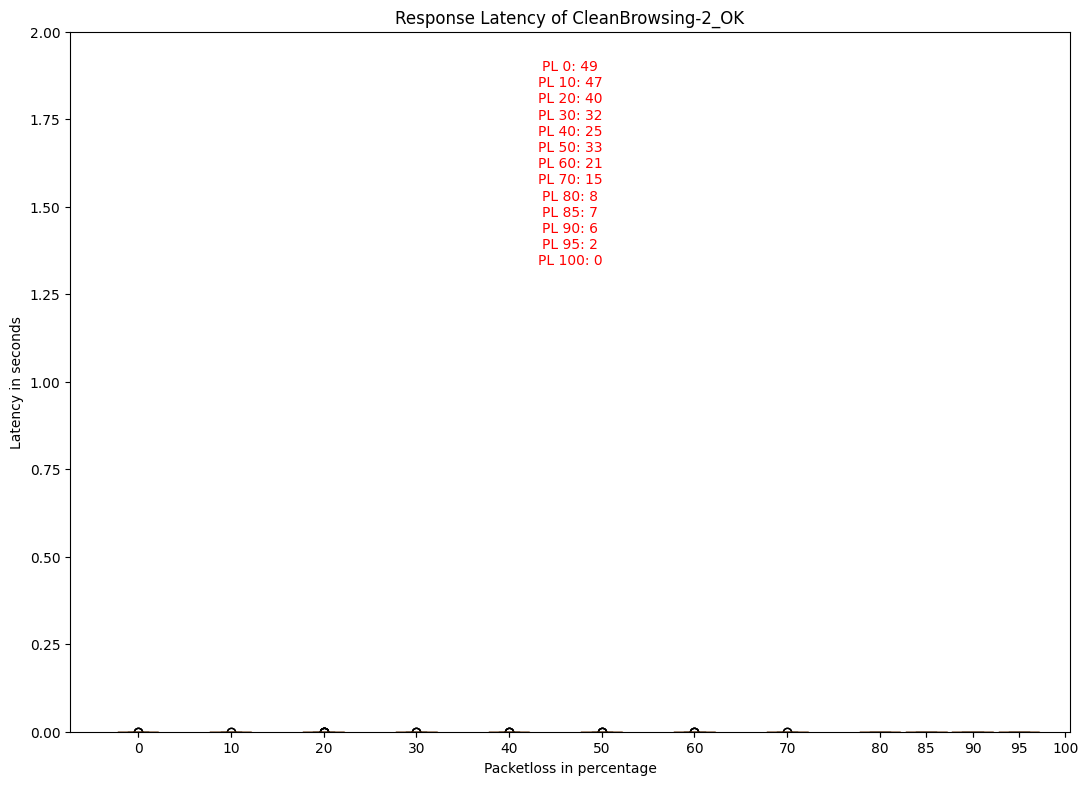 Response Latency of CleanBrowsing-2_OK
2.00
1.75
1.50
1.25
1.00
0.75
0.50
0.25
0.00
Latency in seconds
PL 0: 49
PL 10: 47
PL 20: 40
PL 30: 32
PL 40: 25
PL 50: 33
PL 60: 21
PL 70: 15
PL 80: 8
PL 85: 7
PL 90: 6
PL 95: 2
PL 100: 0
0 10 20 30 40 50 60 70 80 85 90 95 100
Packetloss in percentage